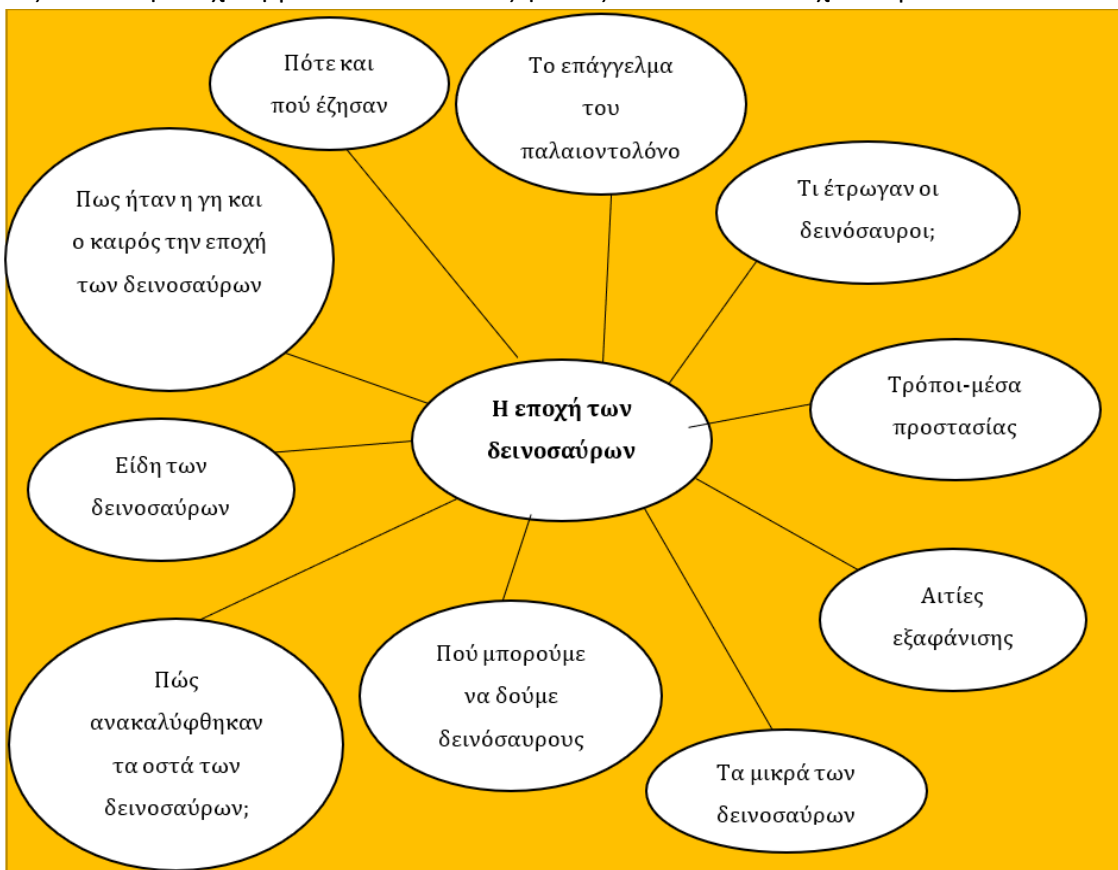 Πότε και
πού έζησαν
Το επάγγελμα
του
παλαιοντολόνο
Τι έτρωγαν οι
δεινόσαυροι;
Πως ήταν η γη και
ο καιρός την εποχή
των δεινοσαύρων
Τρόποι-μέσα
προστασίας
Η εποχή των
δεινοσαύρων
Είδη των
δεινοσαύρων
Αιτίες
εξαφάνισης
Πού μπορούμε
να δούμε
δεινόσαυρους
Πώς
ανακαλύφθηκαν
τα οστά των
δεινοσαύρων;
Τα μικρά των
δεινοσαύρων